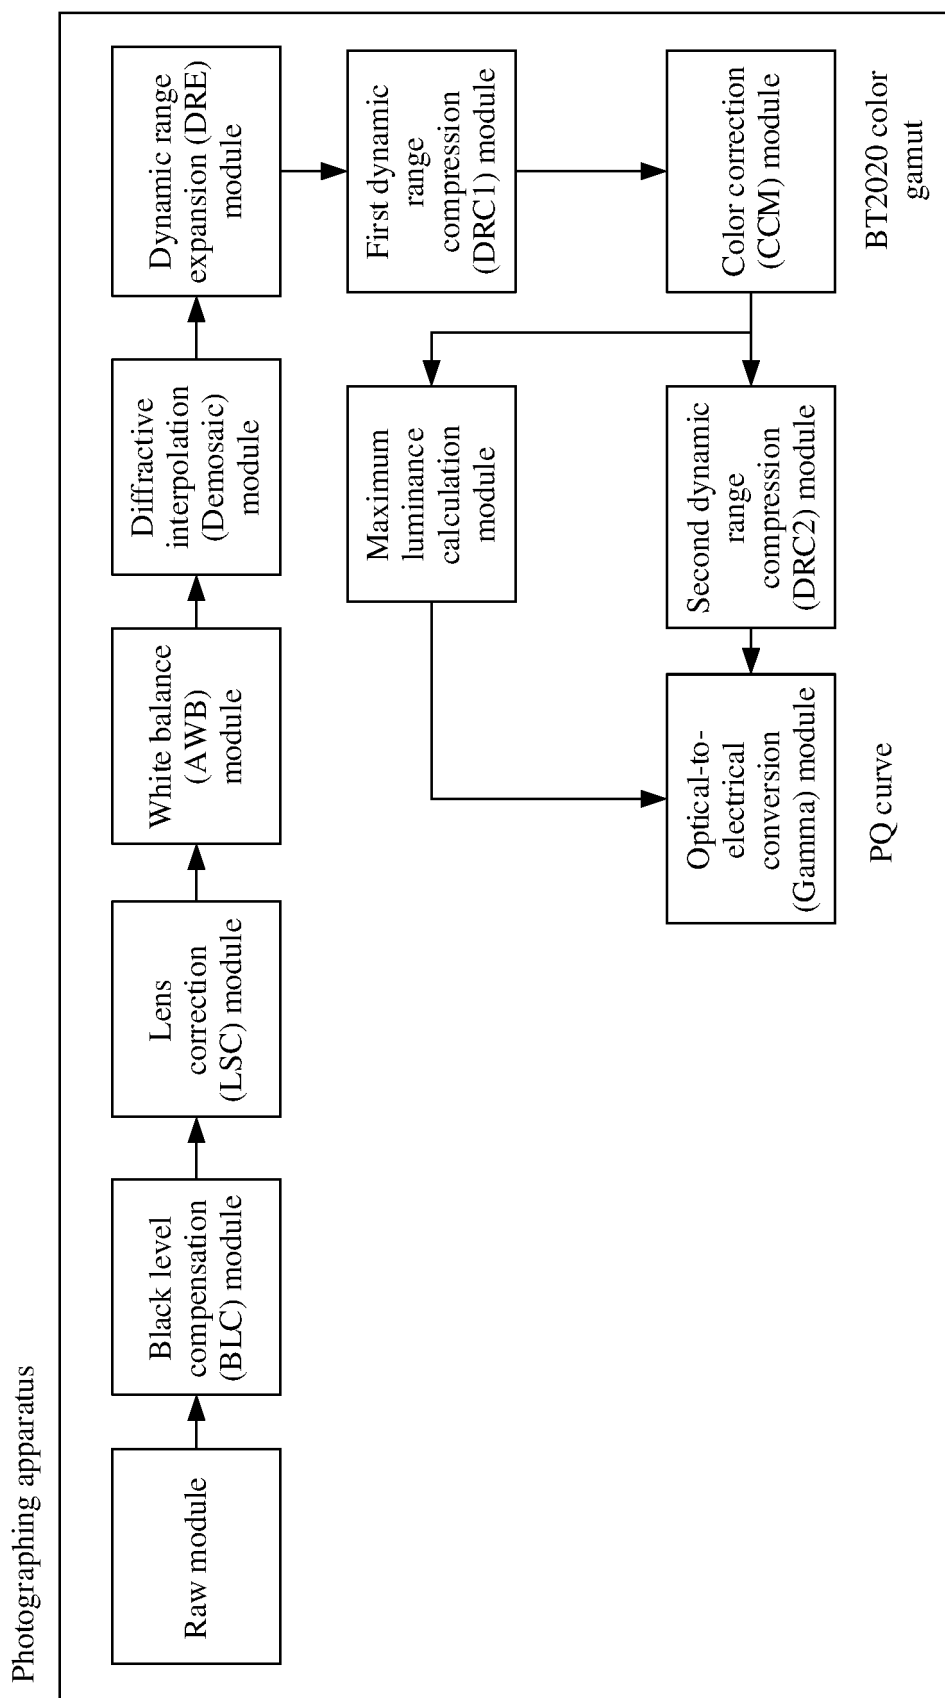 Photographing apparatus
Raw module
Black level
compensation
(BLC) module
Lens
correction
(LSC) module
White balance
(AWB)
module
Diffractive
interpolation
(Demosaic)
module
Dynamic range
expansion (DRE)
module
First dynamic
range
compression
(DRC1) module
Maximum
luminance
calculation
module
Color correction
(CCM) module
BT2020 color
gamut
Second dynamic
range
compression
(DRC2) module
Optical-to-
electrical
conversion
(Gamma) module
PQ curve